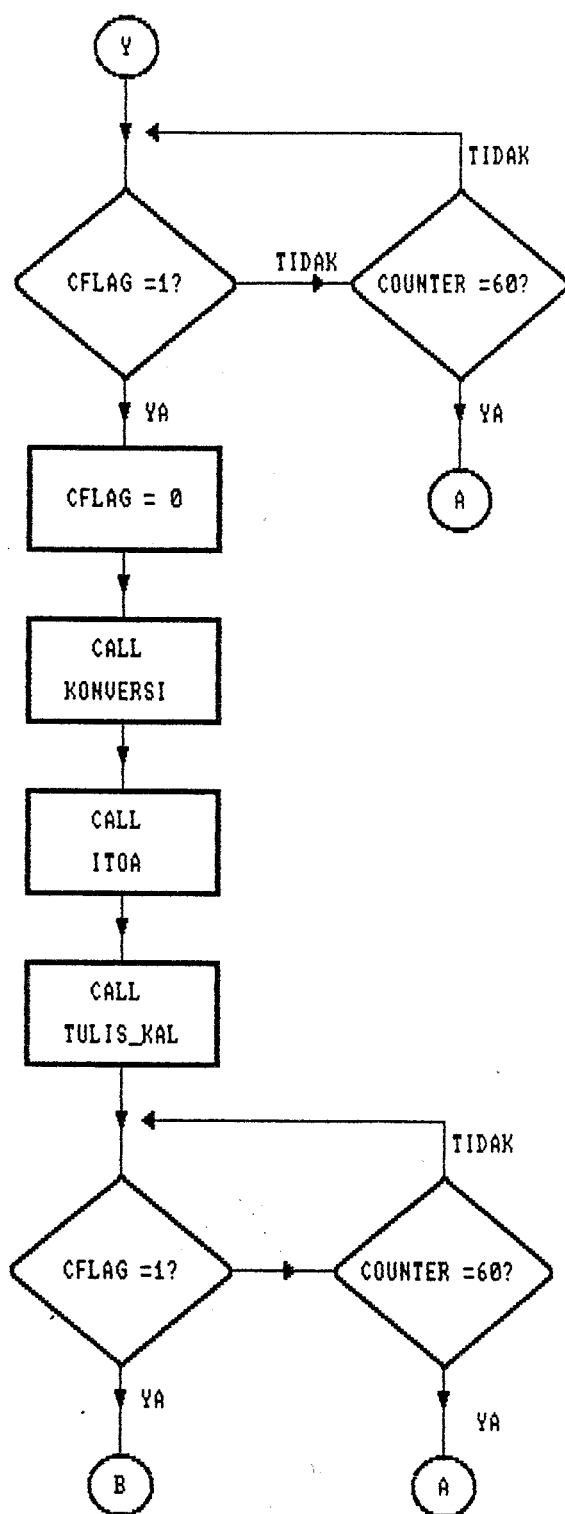 Y
TIDAK
CFLAG =1?
TIDAK
COUNTER =60?
YA
YA
CFLAG = 0
A
CALL
KONVERSI
CALL
ITOA
CALL
TULIS_KAL
TIDAK
CFLAG =1?
COUNTER =60?
YA
YA
B
A